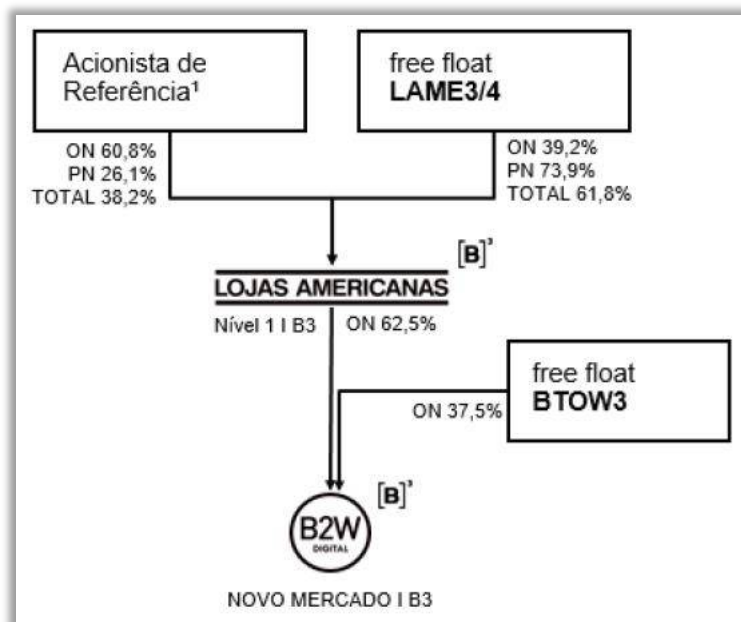 Acionista de
Referência¹
free float
LAME3/4
ON 60,8%
PN 26,1%
TOTAL 38,2%
ON 39,2%
PN 73,9%
TOTAL 61,8%
[B]³
LOJAS AMERICANAS
Nível 1 I B3
ON 62,5%
free float
BTOW3
ON 37,5%
[B]³
B2W
DIGITAL
NOVO MERCADO I B3